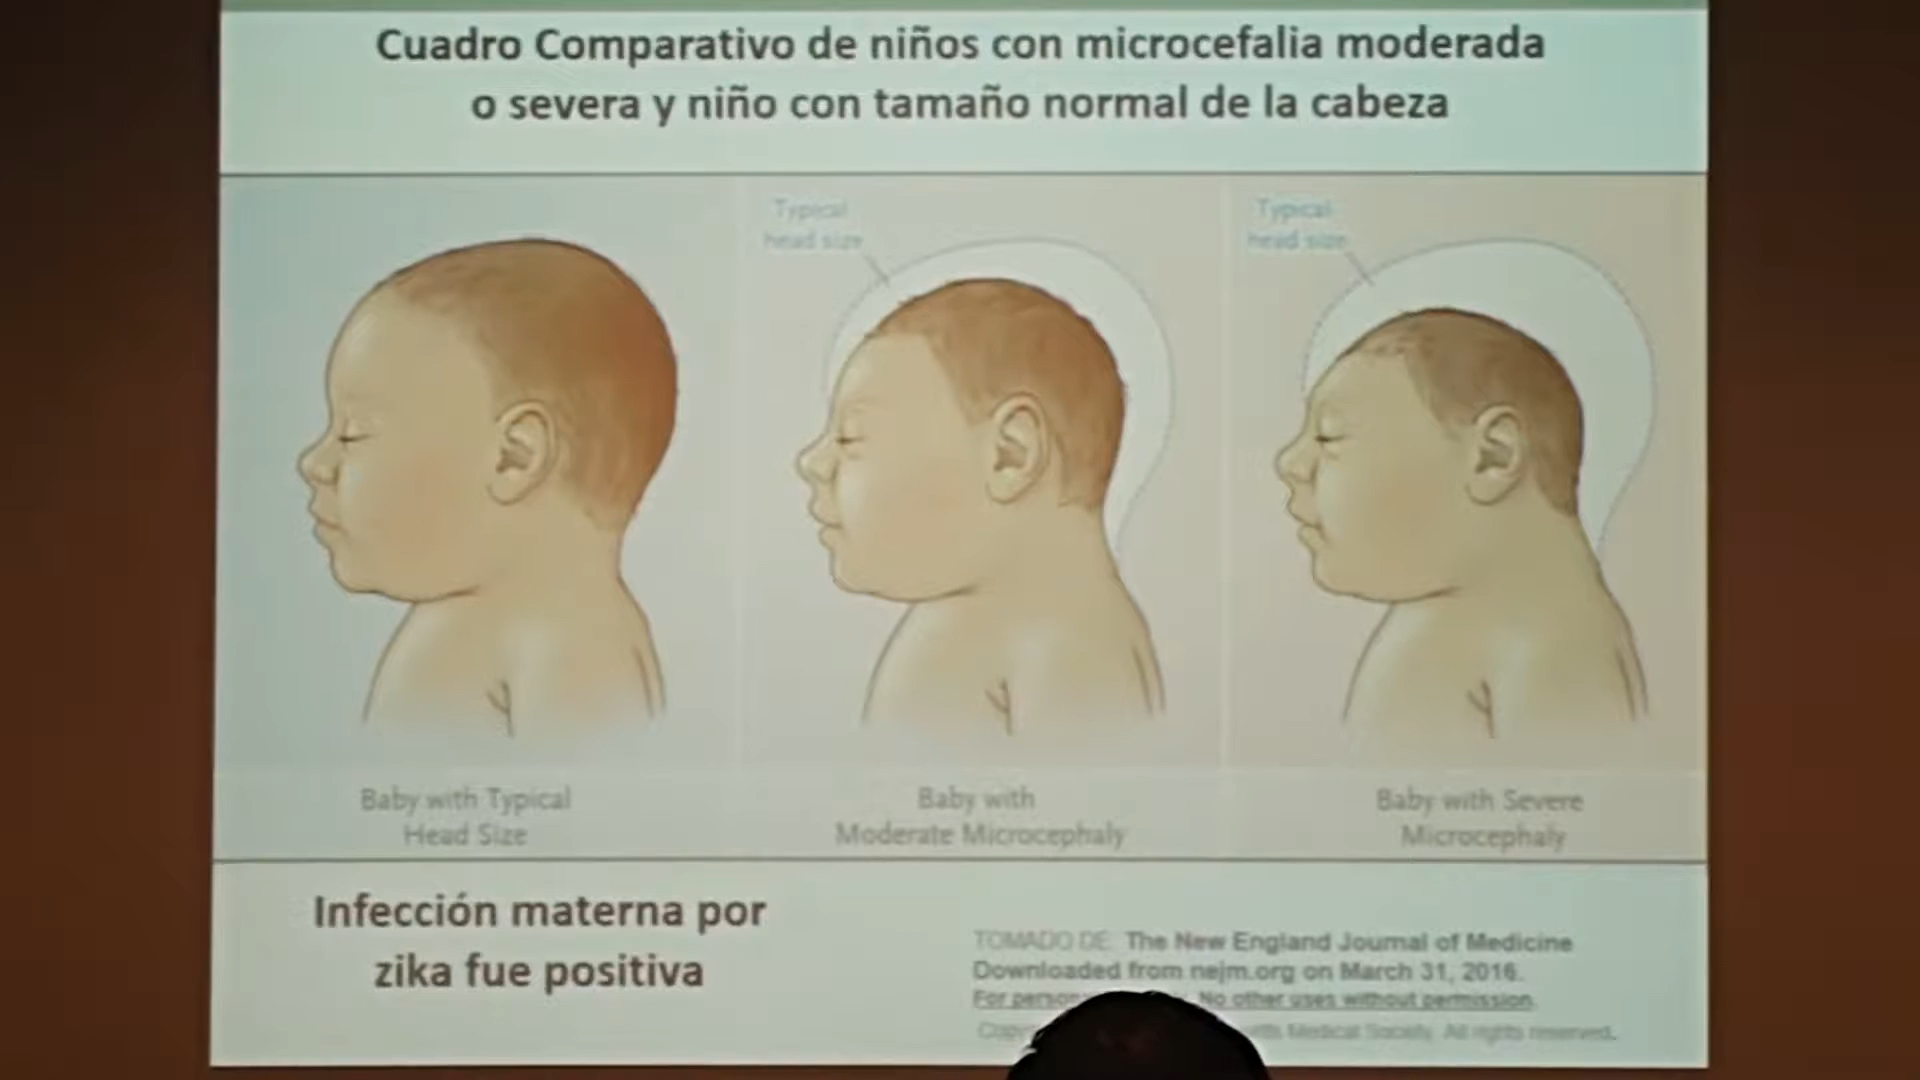 Cuadro Comparativo de niños con microcefalia moderada
o severa y niño con tamaño normal de la cabeza
Typical
head size
Typical
head size
Baby with Typical
Head Size
Baby with
Moderate Microcephaly
Baby with Severe
Microcephaly
Infección materna por
zika fue positiva
TOMADO DE: The New England Journal of Medicine
Downloaded from nejm.org on March 31, 2016.
For No other uses without permission.
Medical Society. All rights reserved.